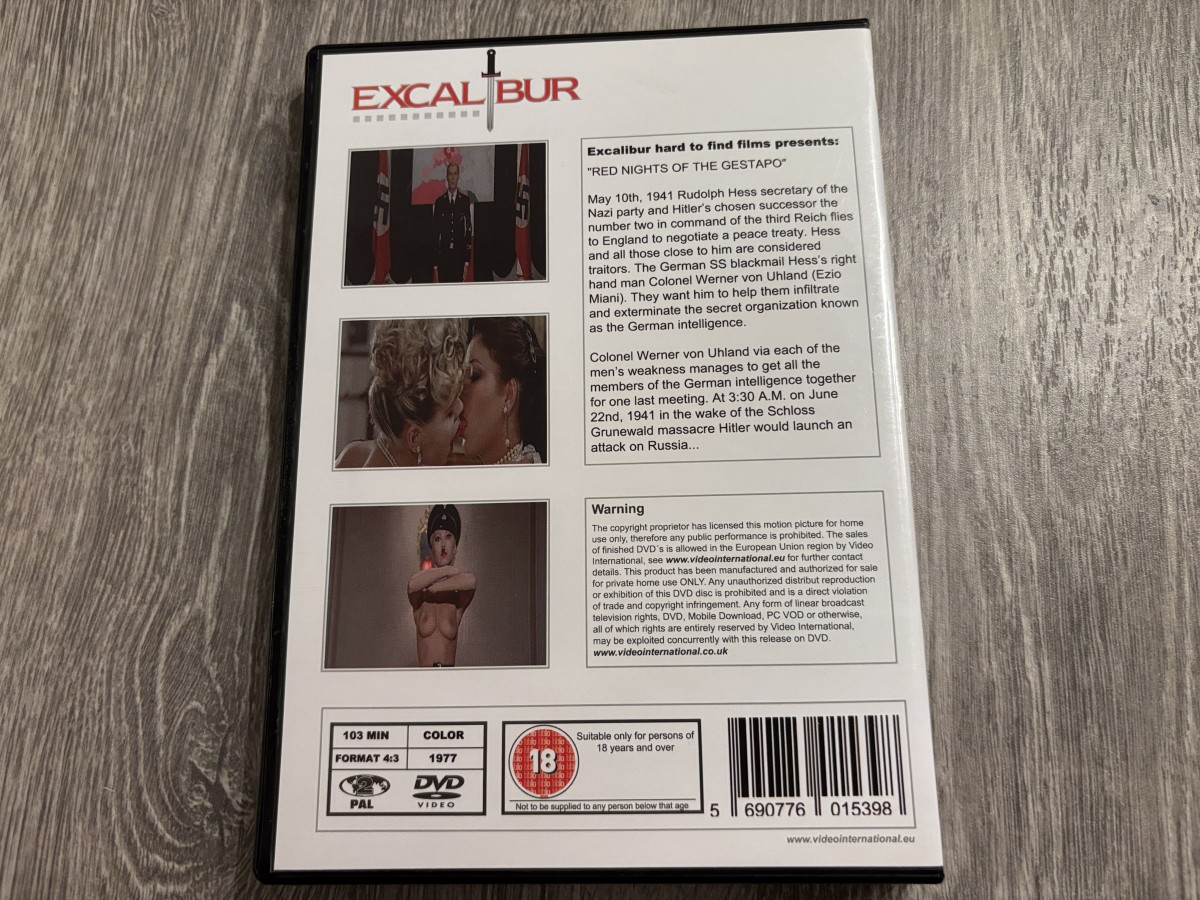 EXCALIBUR
Excalibur hard to find films presents:
"RED NIGHTS OF THE GESTAPO"
May 10th, 1941 Rudolph Hess secretary of the
Nazi party and Hitler's chosen successor the
number two in command of the third Reich flies
to England to negotiate a peace treaty. Hess
and all those close to him are considered
traitors. The German SS blackmail Hess's right
hand man Colonel Werner von Uhland (Ezio
Miani). They want him to help them infiltrate
and exterminate the secret organization known
as the German intelligence.
Colonel Werner von Uhland via each of the
men's weakness manages to get all the
members of the German intelligence together
for one last meeting. At 3:30 A.M. on June
22nd, 1941 in the wake of the Schloss
Grunewald massacre Hitler would launch an
attack on Russia...
Warning
The copyright proprietor has licensed this motion picture for home
use only, therefore any public performance is prohibited. The sales
of finished DVD´s is allowed in the European Union region by Video
International, see www.videointernational.eu for further contact
details. This product has been manufactured and authorized for sale
for private home use ONLY. Any unauthorized distribut reproduction
or exhibition of this DVD disc is prohibited and is a direct violation
of trade and copyright infringement. Any form of linear broadcast
television rights, DVD, Mobile Download, PC VOD or otherwise,
all of which rights are entirely reserved by Video International,
may be exploited concurrently with this release on DVD.
www.videointernational.co.uk
103 MIN COLOR
FORMAT 4:3 1977
2 DVD
PAL VIDEO
18
Suitable only for persons of
18 years and over
Not to be supplied to any person below that age
5 690776 015398
www.videointernational.eu